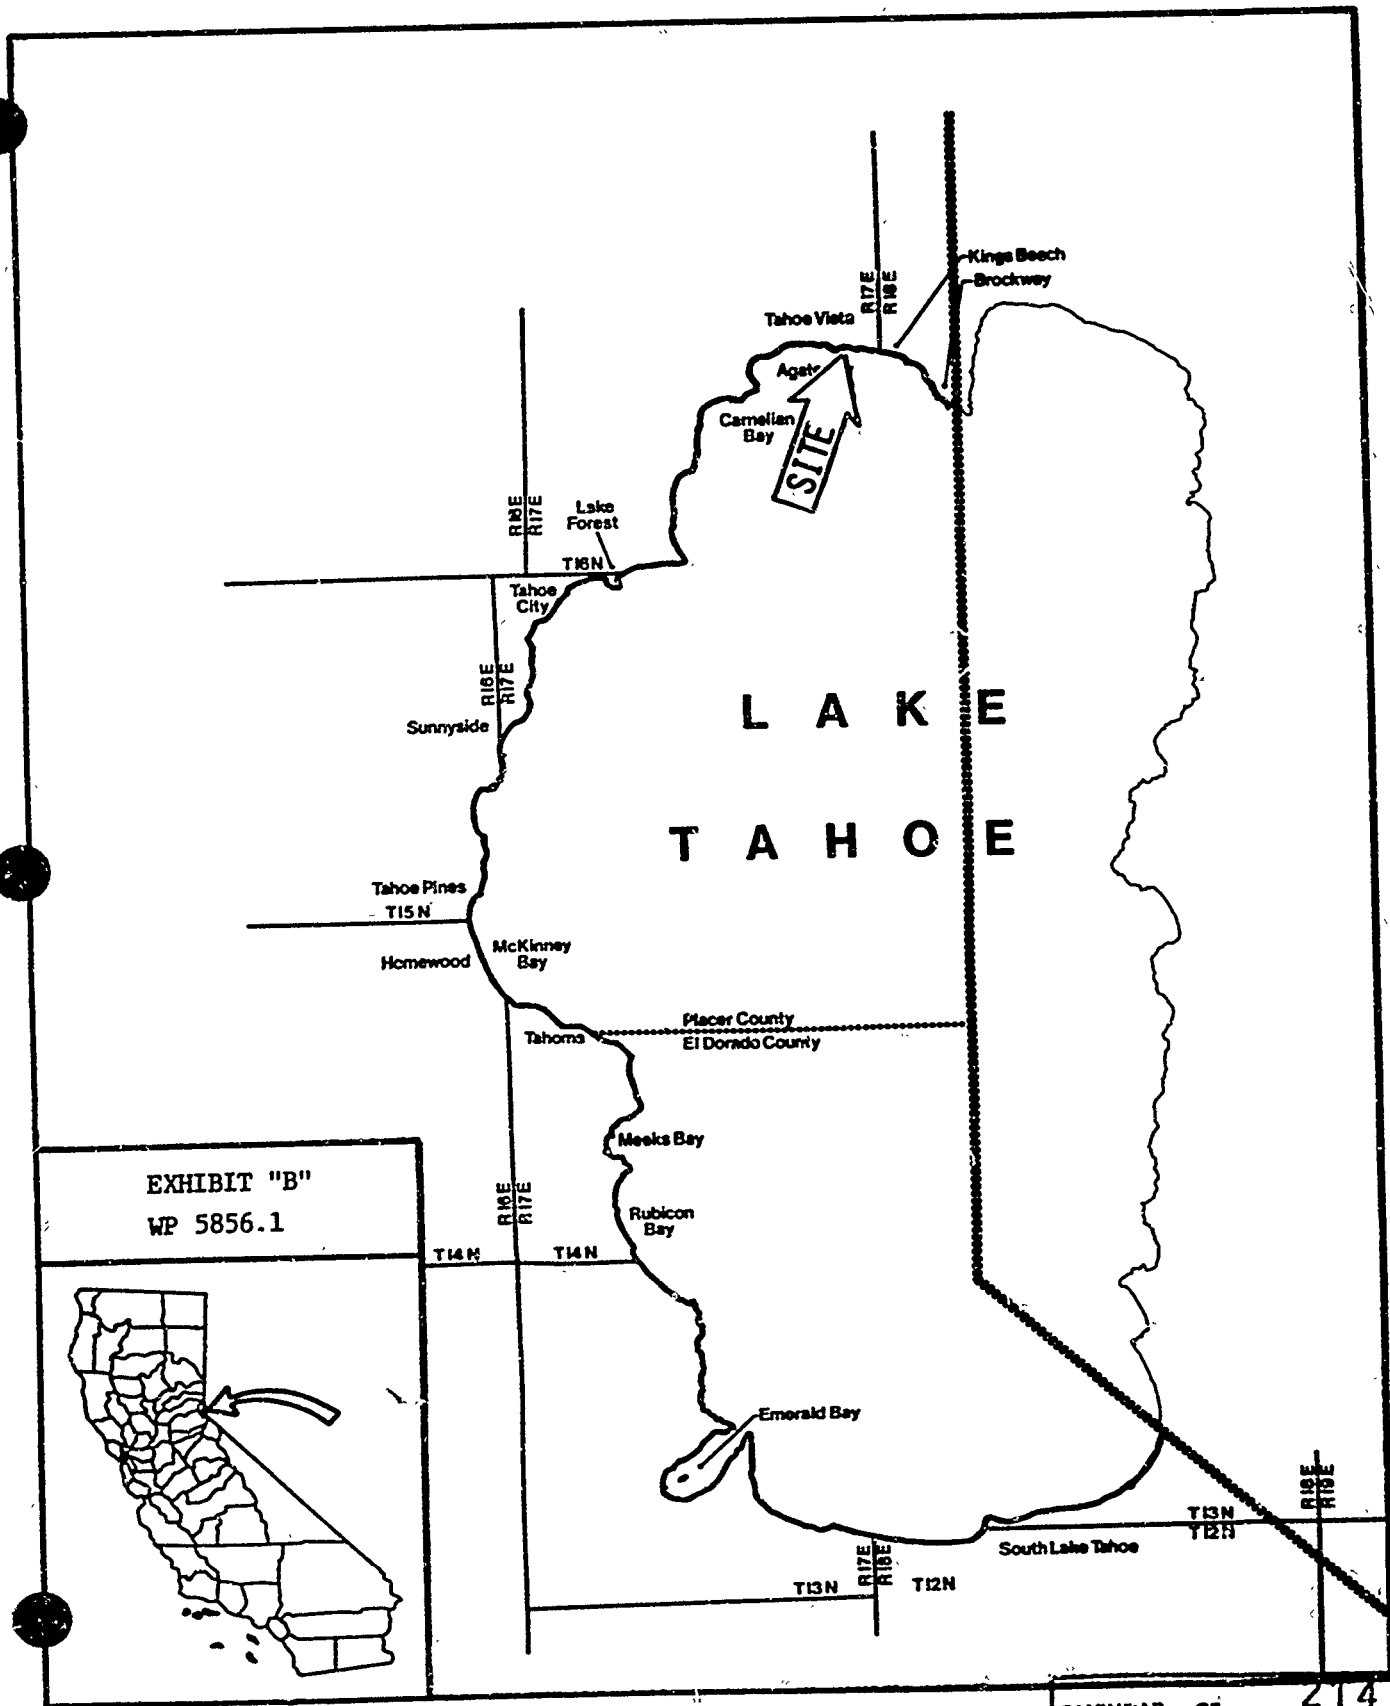 Kings Beach
Brockway
R17E
R18E
Tahoe Vista
Agate
Carnelian
Bay
SITE
R16E
R17E
Lake
Forest
T16N
Tahoe
City
R16E
R17E
Sunnyside
LAKE
TAHOE
Tahoe Pines
T15N
McKinney
Bay
Homewood
Placer County
Tahoma
El Dorado County
Meeks Bay
EXHIBIT "B"
WP 5856.1
R16E
R17E
Rubicon
Bay
T14N
T14N
Emerald Bay
R18E
R19E
T13N
T12N
South Lake Tahoe
R17E
R18E
T13N
T12N